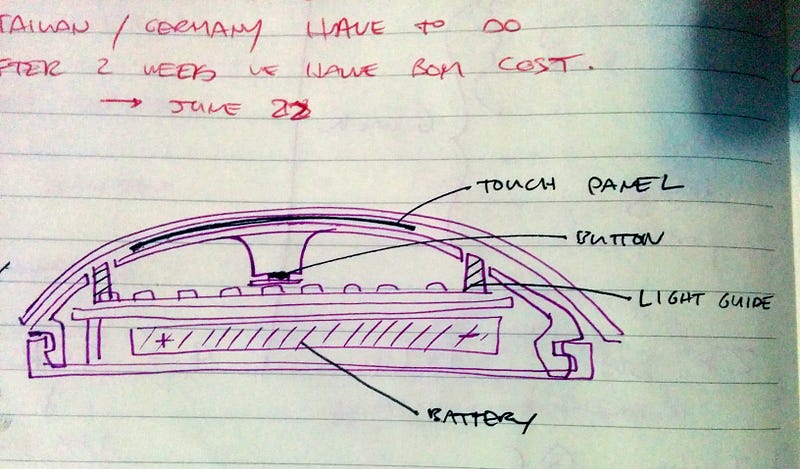 TAIWAN / GERMANY HAVE TO DO
AFTER 2 WEEKS WE HAVE BOM COST.
→ JUNE 22
TOUCH PANEL
BUTTON
LIGHT GUIDE
+ -
BATTERY